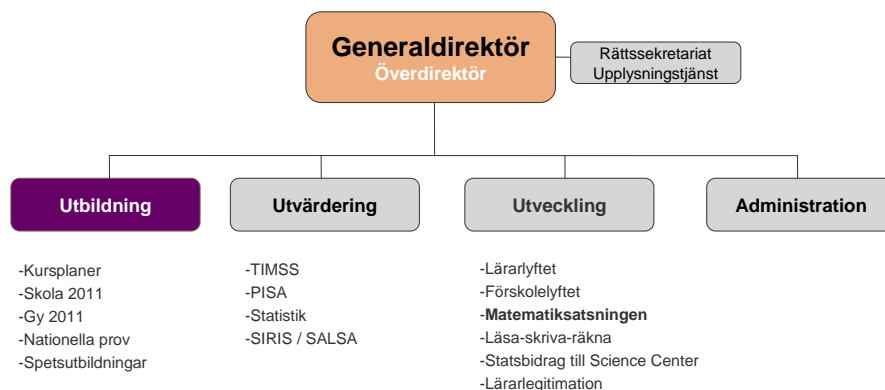 Generaldirektör
Överdirektör
Rättssekretariat
Upplysningstjänst
Utbildning
Utvärdering
Utveckling
Administration
-Kursplaner
-Skola 2011
-Gy 2011
-Nationella prov
-Spetsutbildningar
-TIMSS
-PISA
-Statistik
-SIRIS / SALSA
-Lärarlyftet
-Förskolelyftet
-Matematiksatsningen
-Läsa-skriva-räkna
-Statsbidrag till Science Center
-Lärarlegitimation